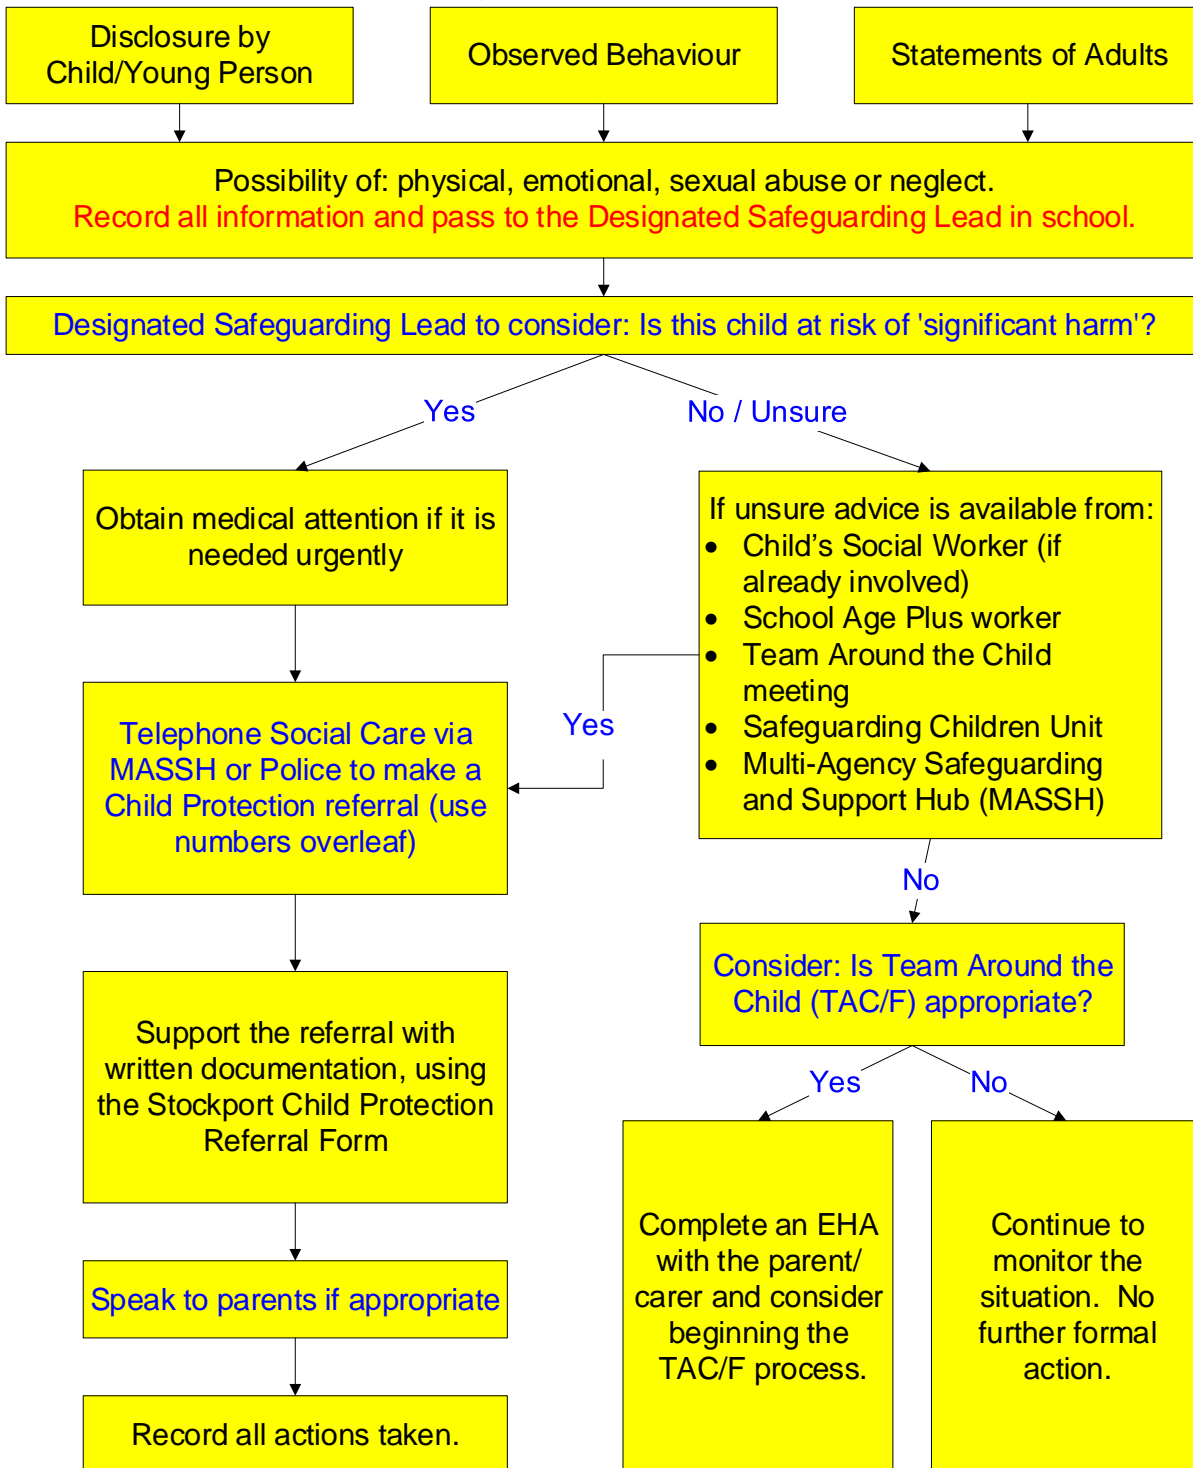 Disclosure by
Child/Young Person
Observed Behaviour
Statements of Adults
Possibility of: physical, emotional, sexual abuse or neglect.
Record all information and pass to the Designated Safeguarding Lead in school.
Designated Safeguarding Lead to consider: Is this child at risk of 'significant harm'?
Yes
No / Unsure
Obtain medical attention if it is
needed urgently
If unsure advice is available from:
• Child’s Social Worker (if
already involved)
• School Age Plus worker
• Team Around the Child
meeting
• Safeguarding Children Unit
• Multi-Agency Safeguarding
and Support Hub (MASSH)
Yes
Telephone Social Care via
MASSH or Police to make a
Child Protection referral (use
numbers overleaf)
No
Consider: Is Team Around the
Child (TAC/F) appropriate?
Support the referral with
written documentation, using
the Stockport Child Protection
Referral Form
Yes
No
Complete an EHA
with the parent/
carer and consider
beginning the
TAC/F process.
Continue to
monitor the
situation.  No
further formal
action.
Speak to parents if appropriate
Record all actions taken.